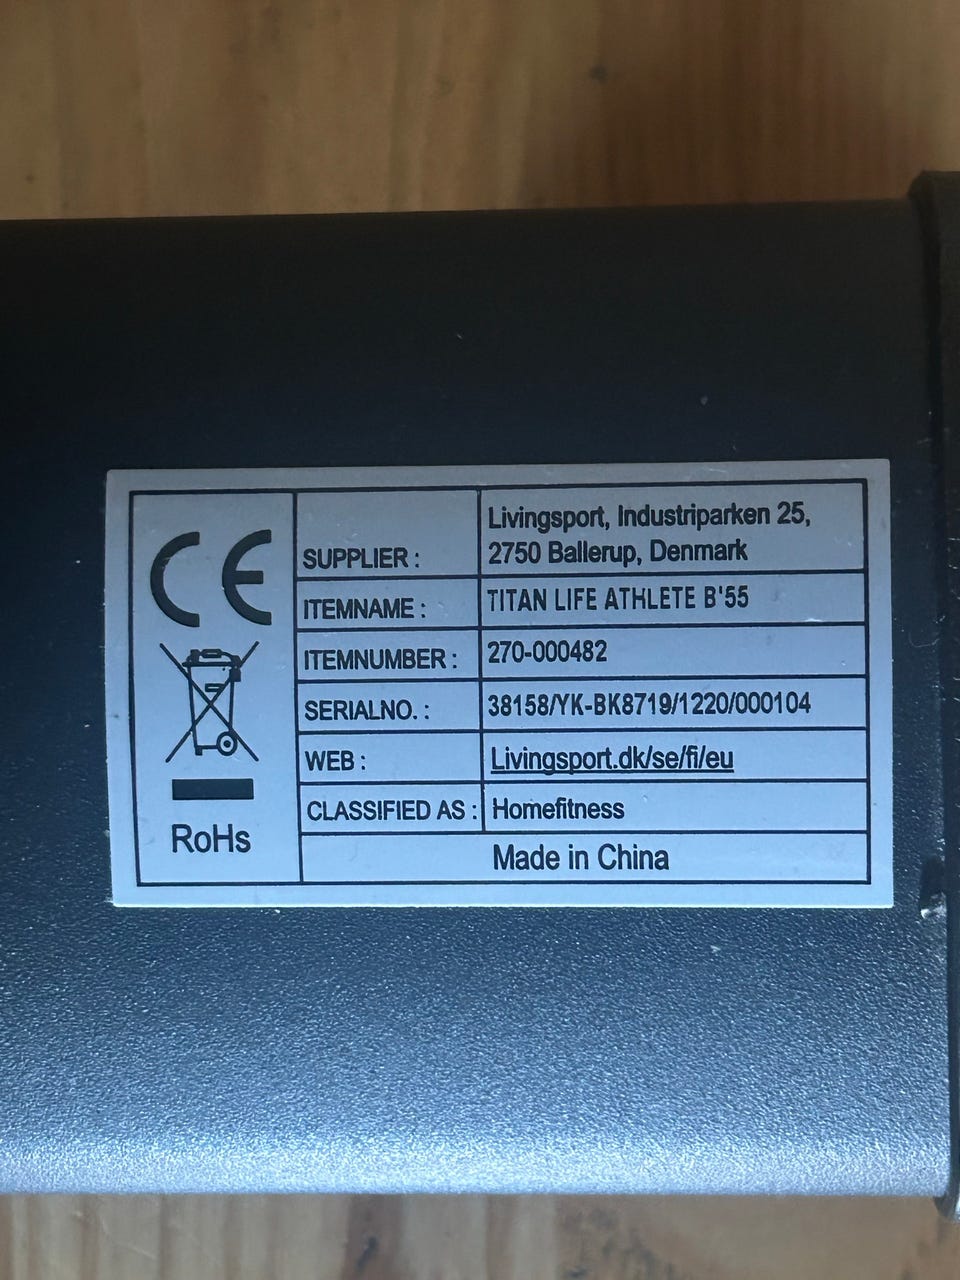 CE
RoHs
SUPPLIER : Livingsport, Industriparken 25,
2750 Ballerup, Denmark
ITEMNAME : TITAN LIFE ATHLETE B'55
ITEMNUMBER : 270-000482
SERIALNO. : 38158/YK-BK8719/1220/000104
WEB : Livingsport.dk/se/fi/eu
CLASSIFIED AS : Homefitness
Made in China